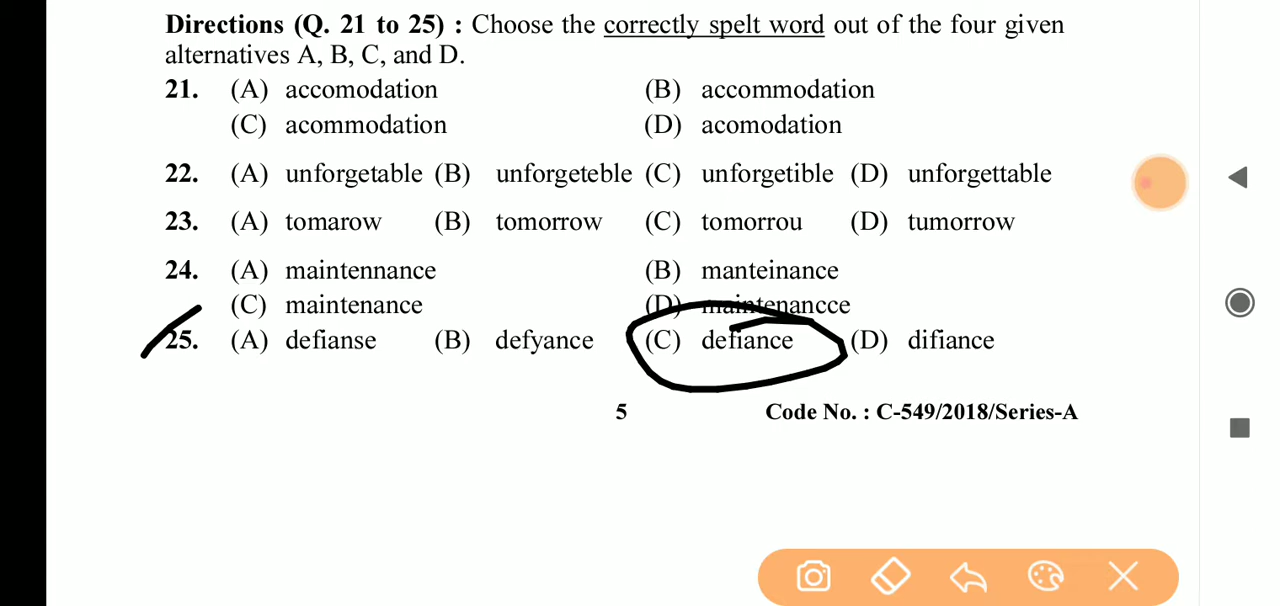 Directions (Q. 21 to 25) : Choose the correctly spelt word out of the four given
alternatives A, B, C, and D.
21. (A) accomodation (B) accommodation
(C) acommodation (D) acomodation
22. (A) unforgetable (B) unforgeteble (C) unforgetible (D) unforgettable
23. (A) tomarow (B) tomorrow (C) tomorrou (D) tumorrow
24. (A) maintennance (B) manteinance
(C) maintenance (D) maintenancce
25. (A) defianse (B) defyance (C) defiance (D) difiance
5 Code No. : C-549/2018/Series-A